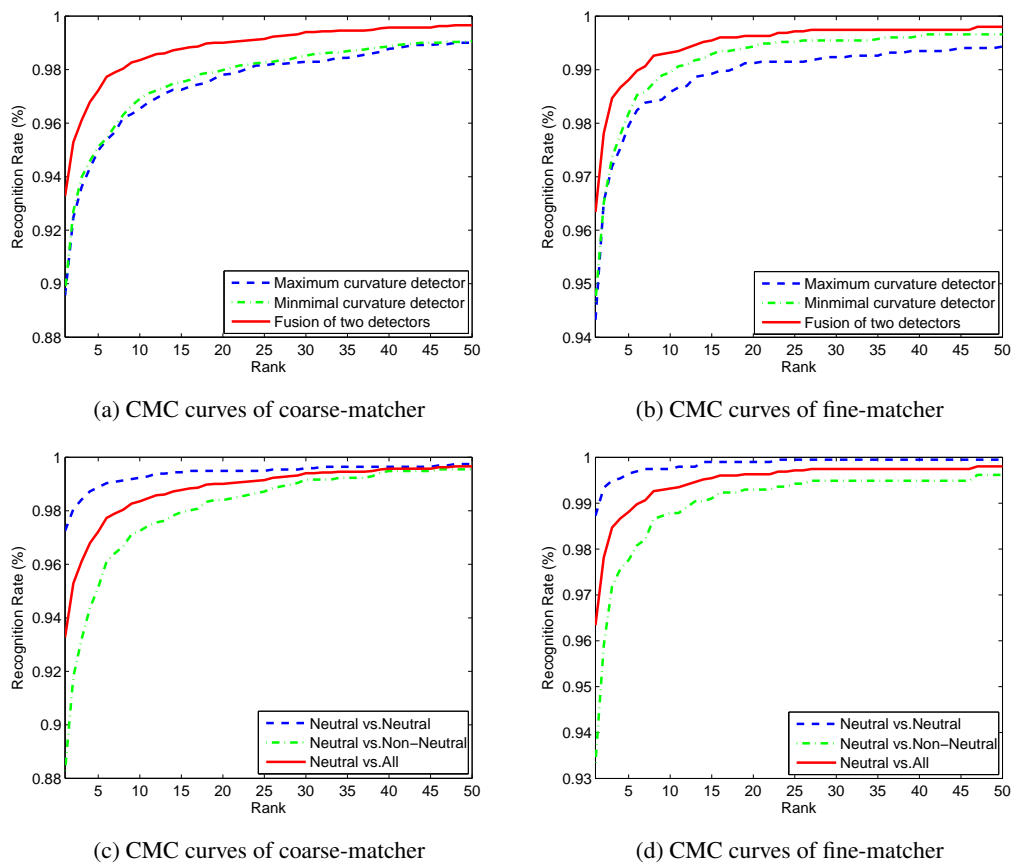 1
0.98
0.96
0.94
0.92
0.9
0.88
Recognition Rate (%)
5 10 15 20 25 30 35 40 45 50
Rank
Maximum curvature detector
Minmimal curvature detector
Fusion of two detectors
(a) CMC curves of coarse-matcher
1
0.99
0.98
0.97
0.96
0.95
0.94
Recognition Rate (%)
5 10 15 20 25 30 35 40 45 50
Rank
Maximum curvature detector
Minmimal curvature detector
Fusion of two detectors
(b) CMC curves of fine-matcher
1
0.98
0.96
0.94
0.92
0.9
0.88
Recognition Rate (%)
5 10 15 20 25 30 35 40 45 50
Rank
Neutral vs.Neutral
Neutral vs.Non-Neutral
Neutral vs.All
(c) CMC curves of coarse-matcher
1
0.99
0.98
0.97
0.96
0.95
0.94
0.93
Recognition Rate (%)
5 10 15 20 25 30 35 40 45 50
Rank
Neutral vs.Neutral
Neutral vs.Non-Neutral
Neutral vs.All
(d) CMC curves of fine-matcher